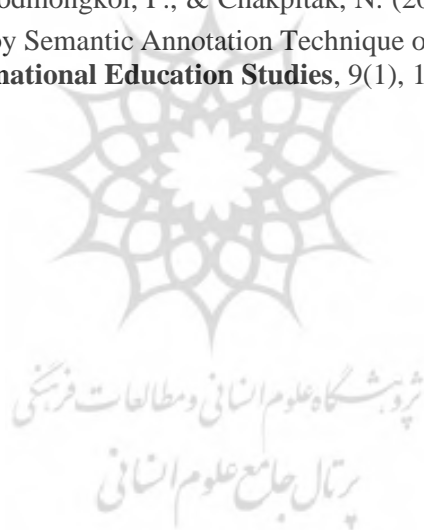 odmongkol, P., & Chakpitak, N. (20
by Semantic Annotation Technique o
national Education Studies, 9(1), 1
پژوهشگاه علوم انسانی و مطالعات فرهنگی
پرتال جامع علوم انسانی